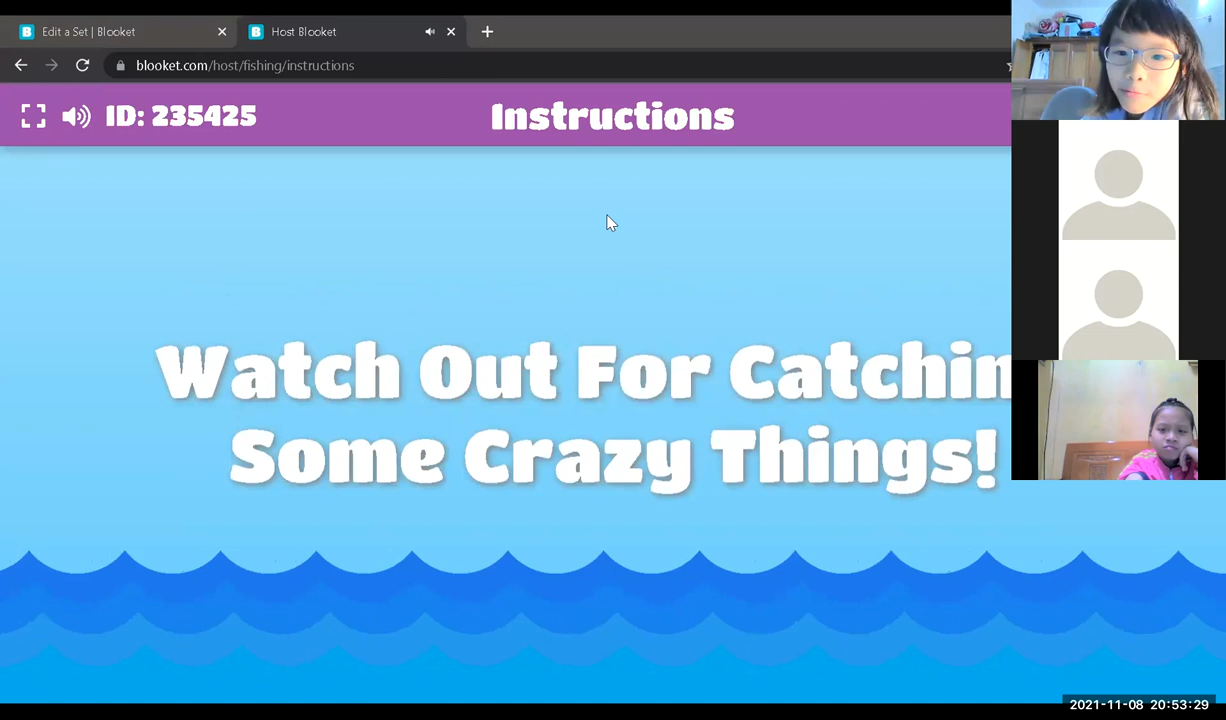 Edit a Set | Blooket
Host Blooket
blooket.com/host/fishing/instructions
ID: 235425
Instructions
Watch Out For Catchin
Some Crazy Things!
2021-11-08 20:53:29